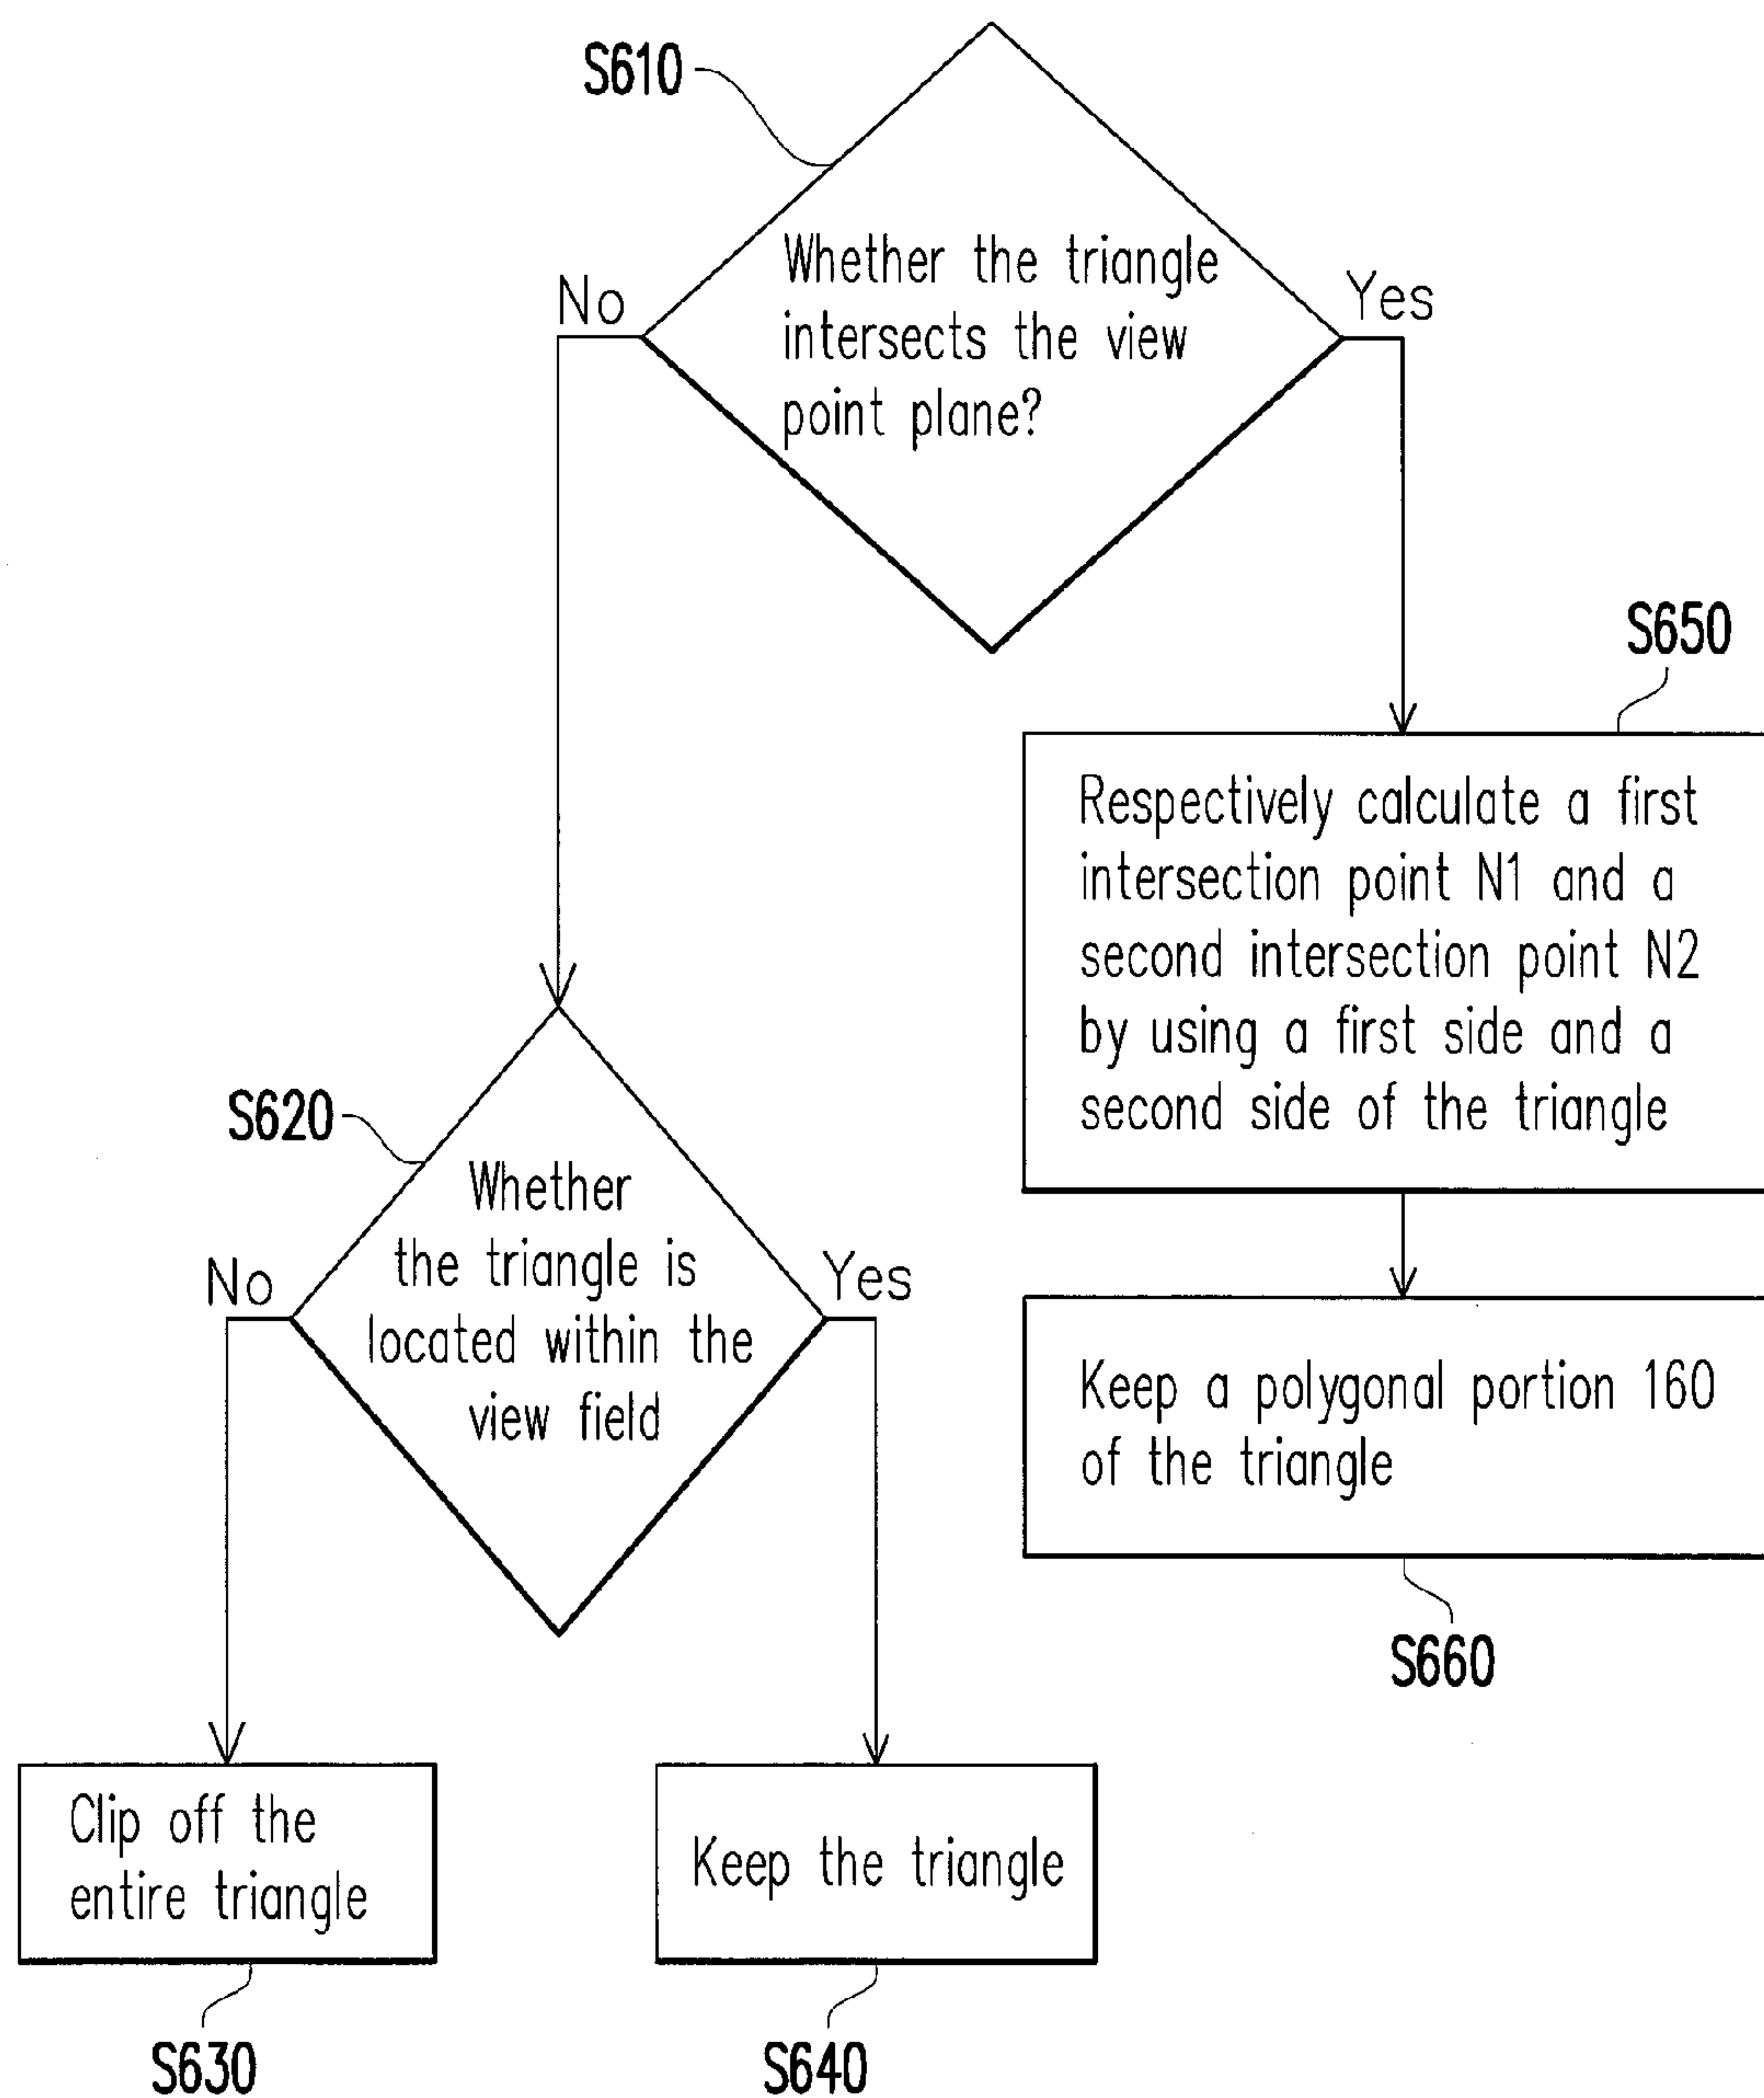 S610
Whether the triangle
intersects the view
point plane?
No
Yes
S650
Respectively calculate a first
intersection point N1 and a
second intersection point N2
by using a first side and a
second side of the triangle
S620
Whether
the triangle is
located within the
view field
No
Yes
Keep a polygonal portion 160
of the triangle
S660
Clip off the
entire triangle
Keep the triangle
S630
S640